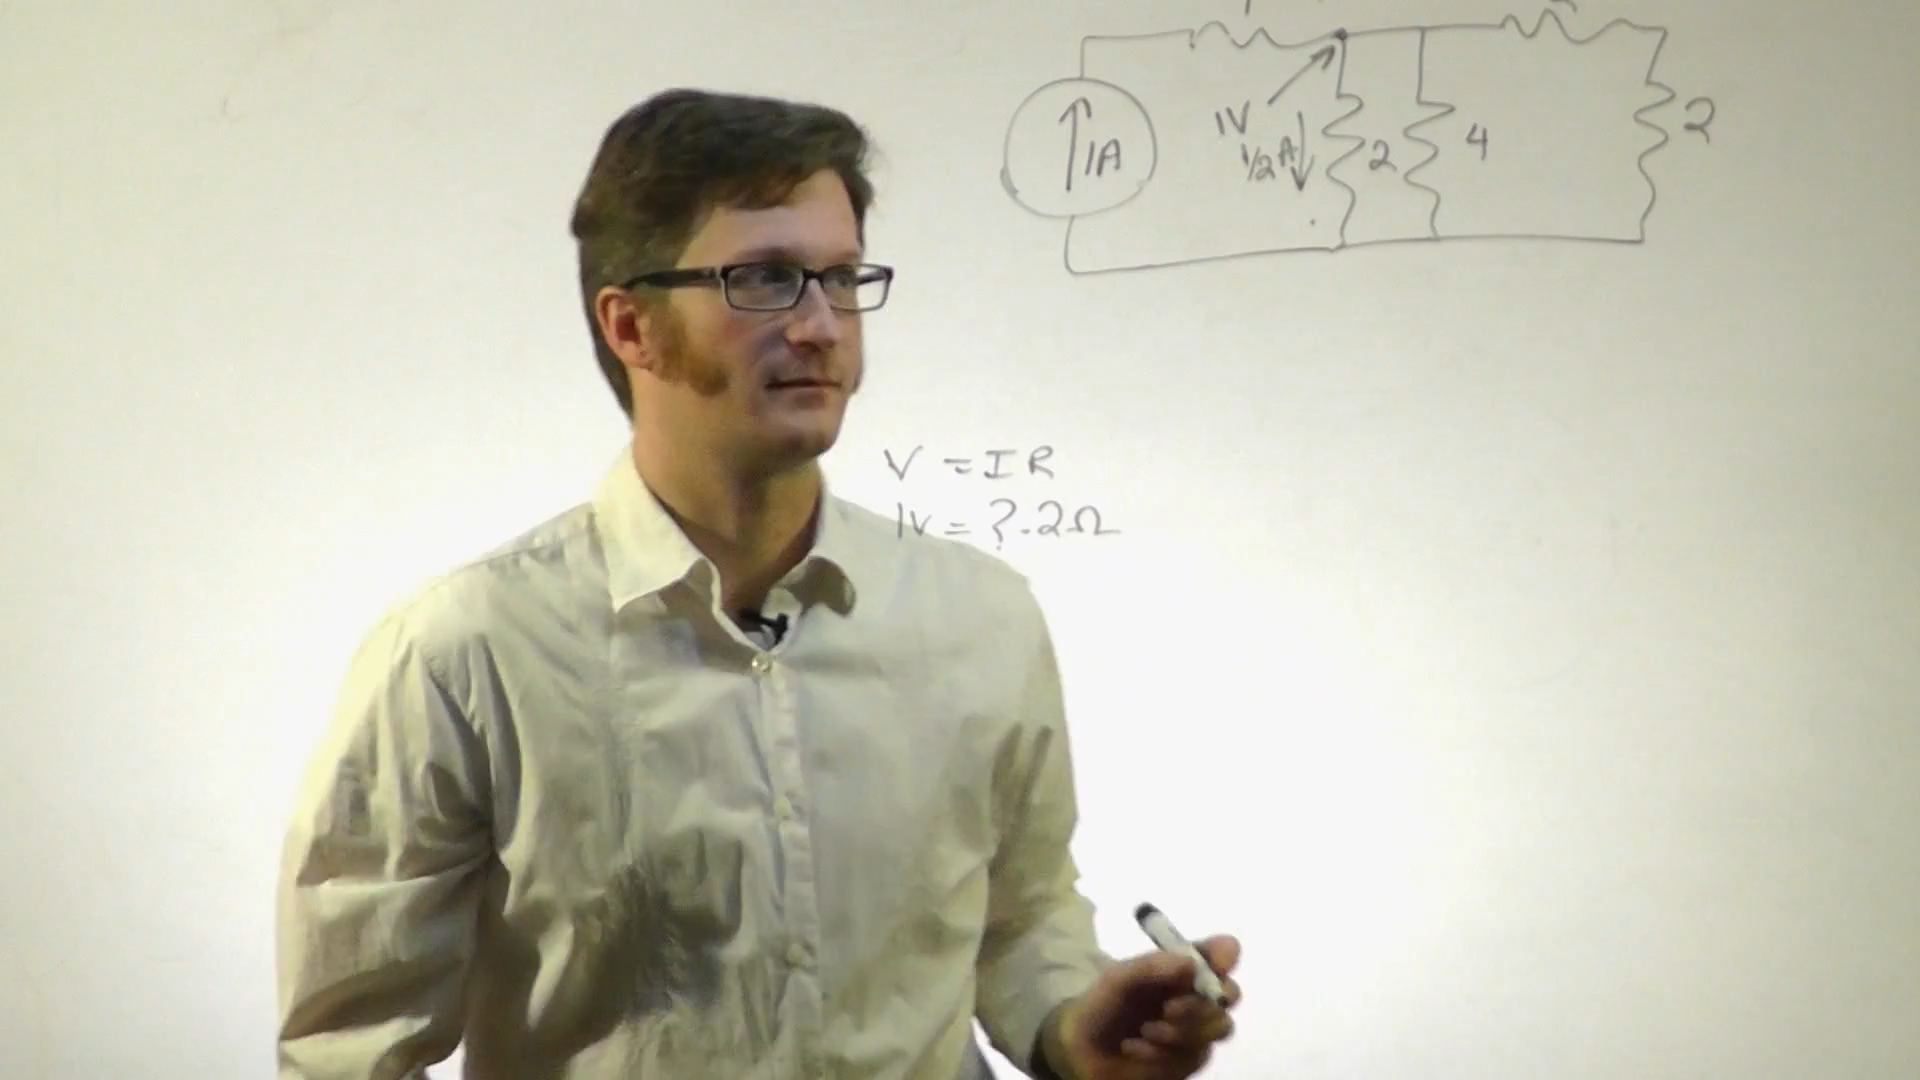 1A
1V
1/2A
2
4
2
V = IR
1V = ?.2Ω